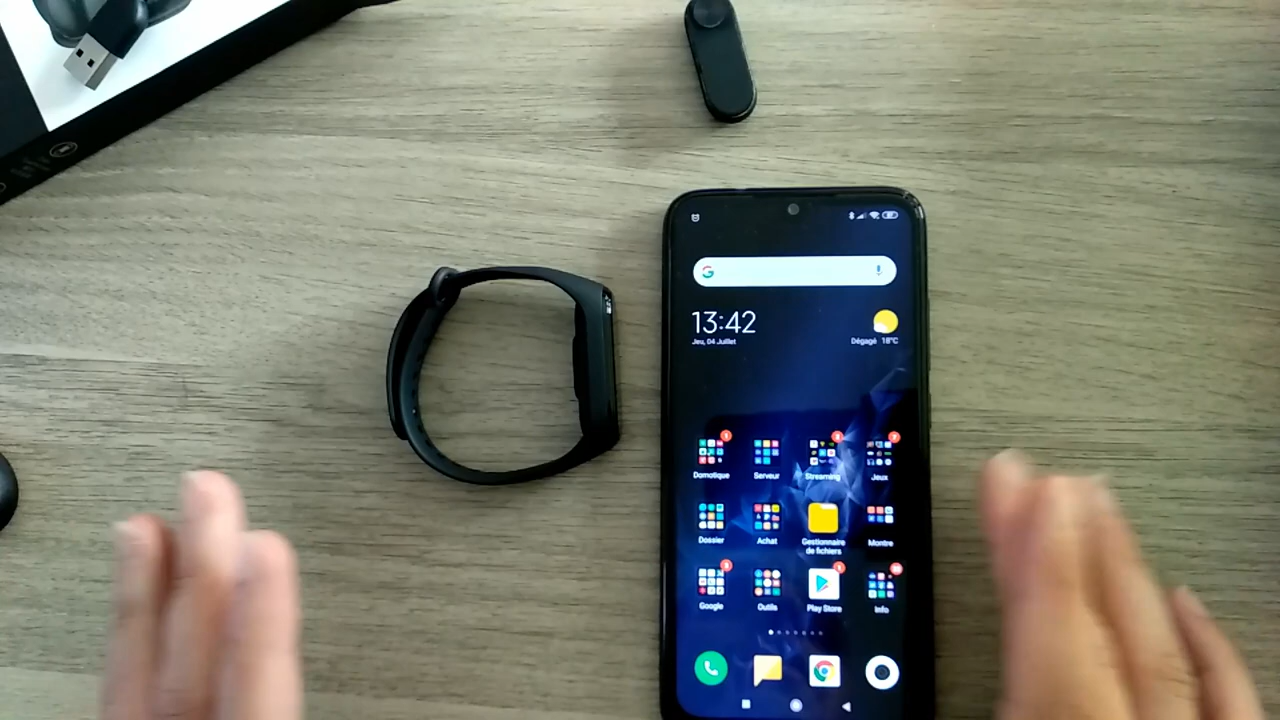 13:42
Jeu, 04 Juillet
Dégagé 18°C
Domotique
Serveur
Streaming
Jeux
Dossier
Achat
Gestionnaire
de fichiers
Montre
Google
Outils
Play Store
Info